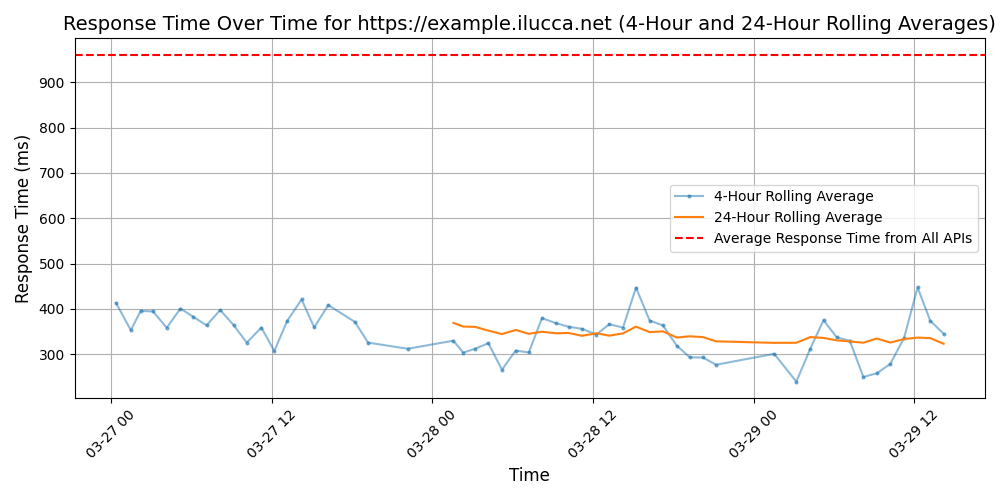 Response Time Over Time for https://example.ilucca.net (4-Hour and 24-Hour Rolling Averages)
Response Time (ms)
900
800
700
600
500
400
300
4-Hour Rolling Average
24-Hour Rolling Average
Average Response Time from All APIs
03-27 00
03-27 12
03-28 00
03-28 12
03-29 00
03-29 12
Time